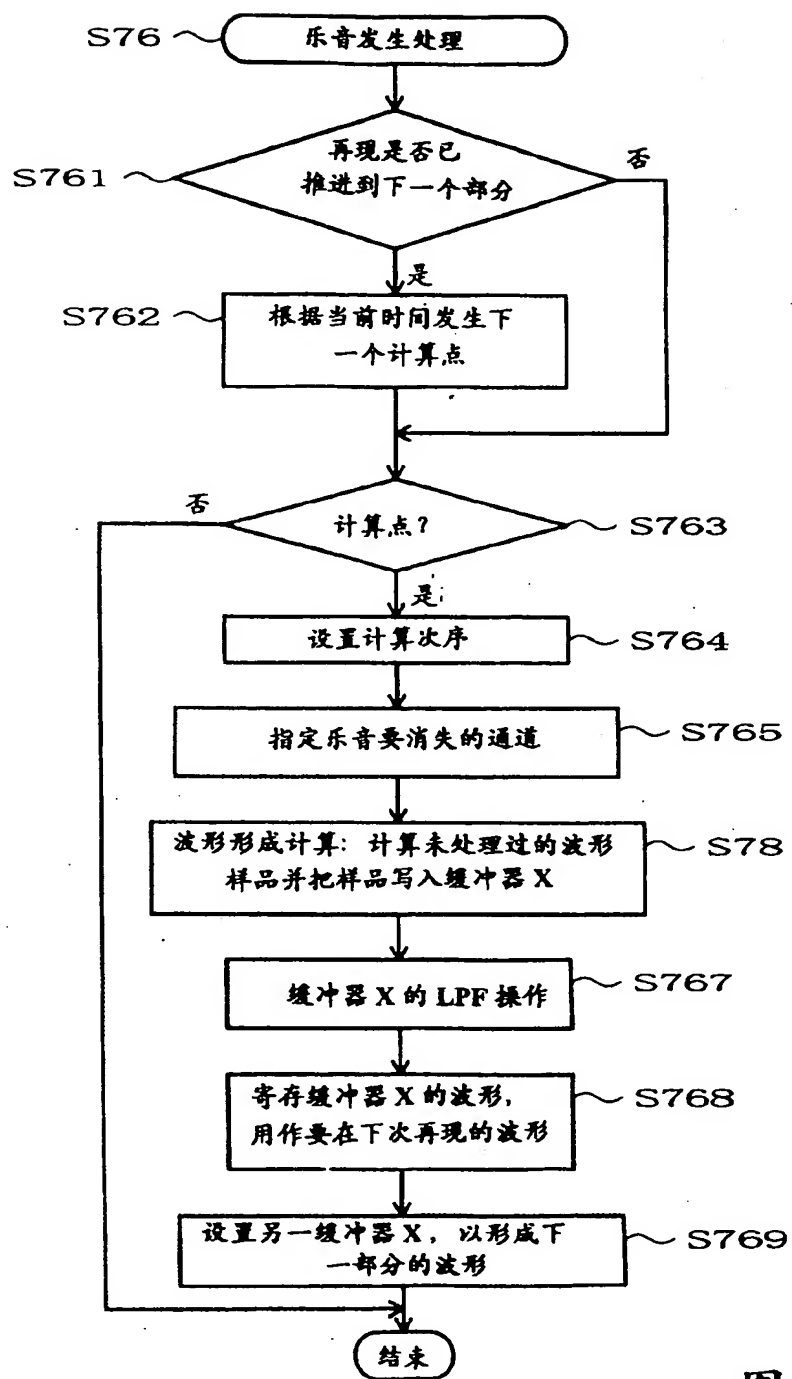 S76
乐音发生处理
S761
再现是否已
推进到下一个部分
否
是
S762
根据当前时间发生下
一个计算点
否
计算点?
S763
是
设置计算次序
S764
指定乐音要消失的通道
S765
波形形成计算: 计算未处理过的波形
样品并把样品写入缓冲器 X
S78
缓冲器 X 的 LPF 操作
S767
寄存缓冲器 X 的波形,
用作要在下次再现的波形
S768
设置另一缓冲器 X, 以形成下
一部分的波形
S769
结束